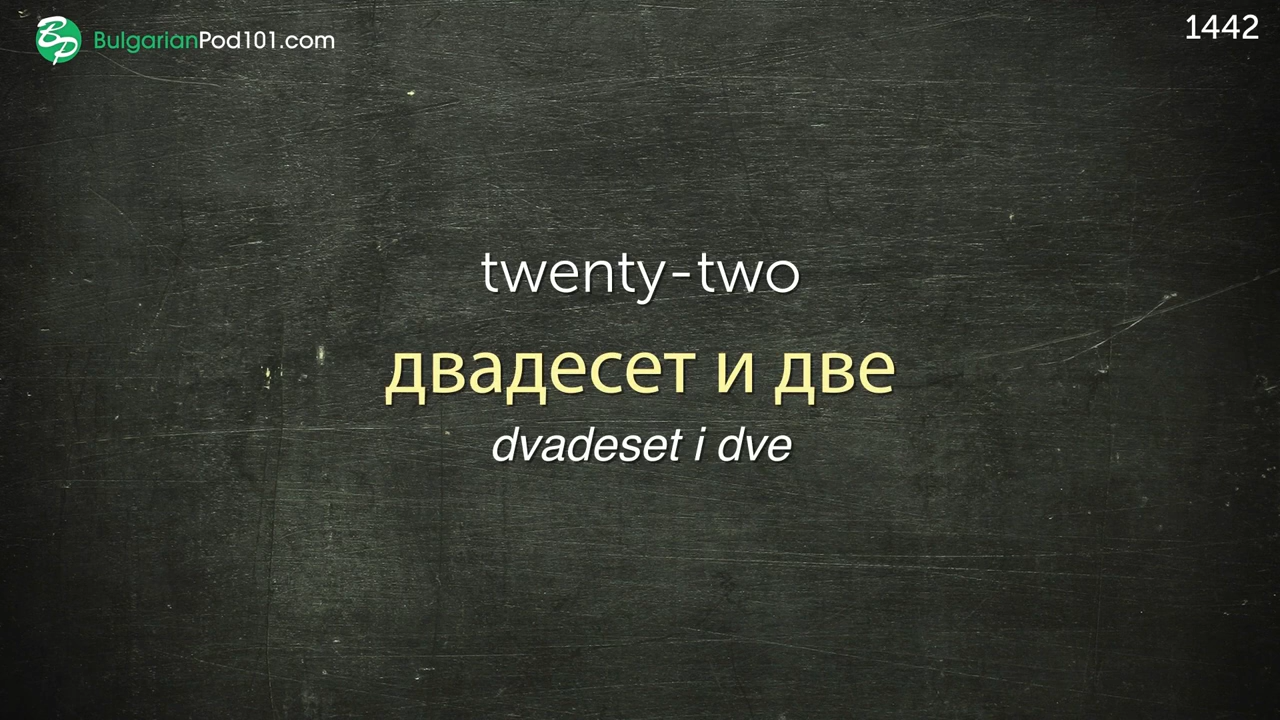 BulgarianPod101.com
1442
twenty-two
двадесет и две
dvadeset i dve